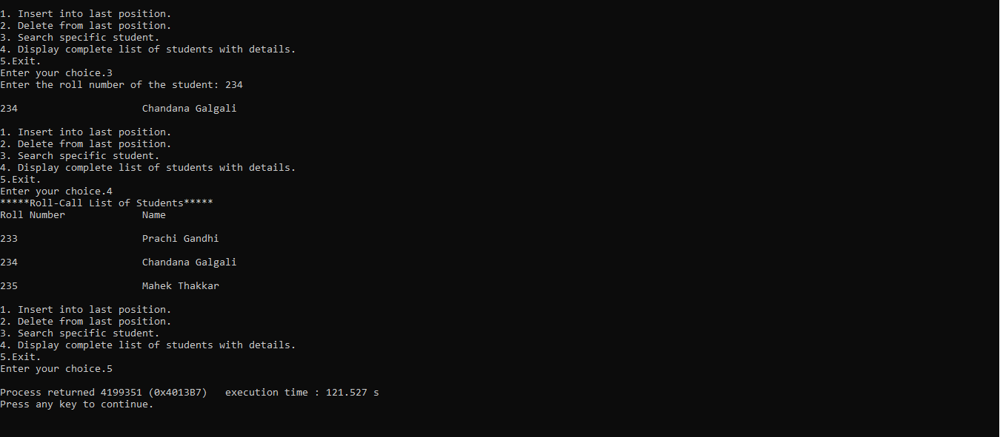 1. Insert into last position.
2. Delete from last position.
3. Search specific student.
4. Display complete list of students with details.
5.Exit.
Enter your choice.3
Enter the roll number of the student: 234
234                     Chandana Galgali
1. Insert into last position.
2. Delete from last position.
3. Search specific student.
4. Display complete list of students with details.
5.Exit.
Enter your choice.4
*****Roll-Call List of Students*****
Roll Number             Name
233                     Prachi Gandhi
234                     Chandana Galgali
235                     Mahek Thakkar
1. Insert into last position.
2. Delete from last position.
3. Search specific student.
4. Display complete list of students with details.
5.Exit.
Enter your choice.5
Process returned 4199351 (0x4013B7)   execution time : 121.527 s
Press any key to continue.